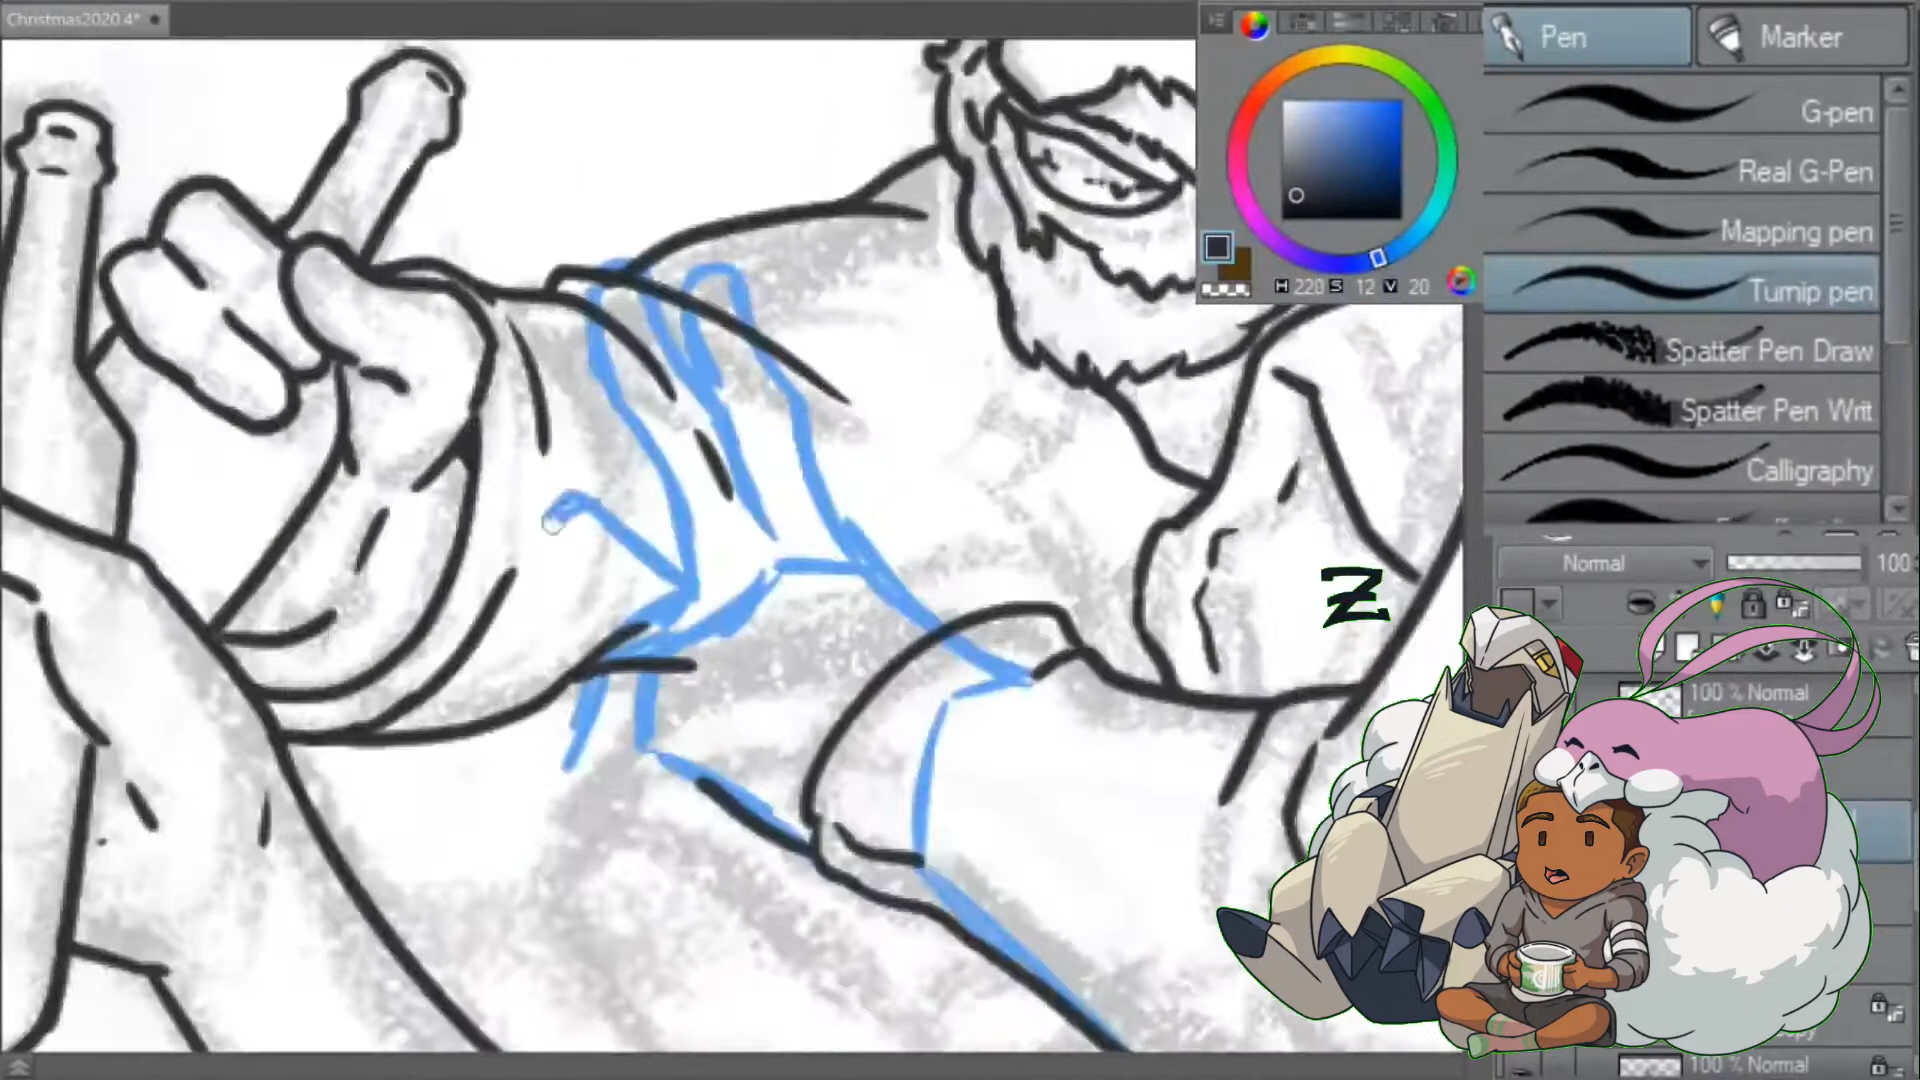 Christmas2020.4*
Pen
Marker
G-pen
Real G-Pen
Mapping pen
Turnip pen
Spatter Pen Draw
Spatter Pen Writ
Calligraphy
H 220 S 12 V 20
Normal
100
Z
100 % Normal
100 % Normal